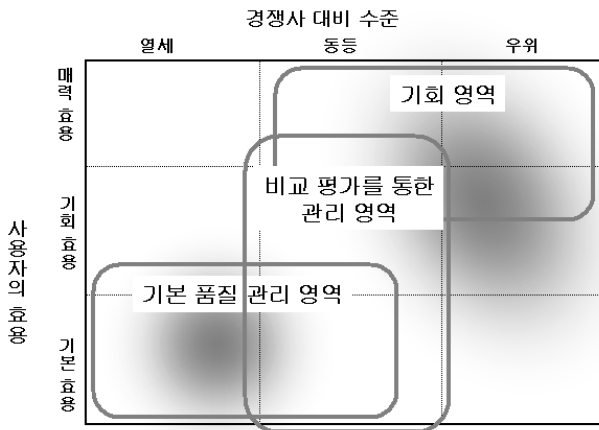 경쟁사 대비 수준
열세 동등 우위
매력 효용
기회 영역
사용자의 효용
기회 효용
비교 평가를 통한
관리 영역
기본 품질 관리 영역
기본 효용